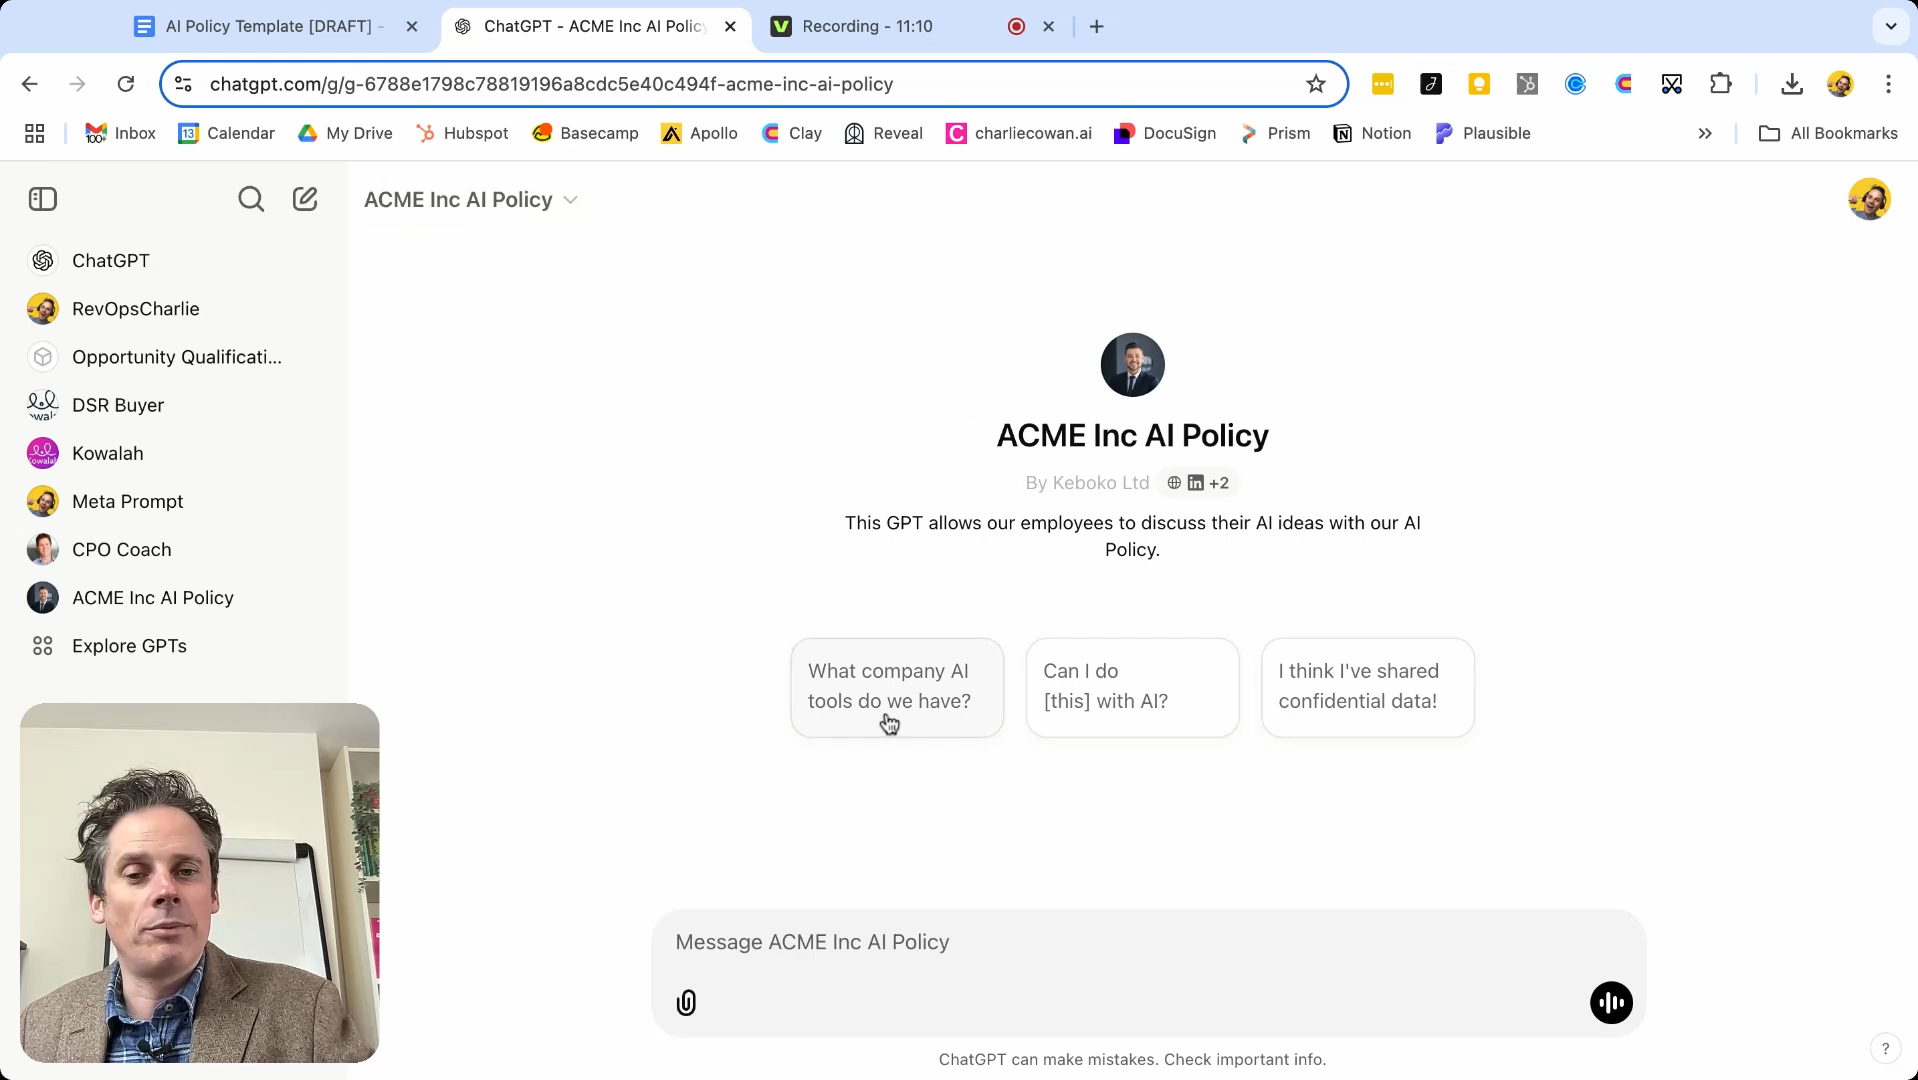 AI Policy Template [DRAFT] -
ChatGPT - ACME Inc AI Policy
Recording - 11:10
chatgpt.com/g/g-6788e1798c78819196a8cdc5e40c494f-acme-inc-ai-policy
Inbox
Calendar
My Drive
Hubspot
Basecamp
Apollo
Clay
Reveal
charliecowan.ai
DocuSign
Prism
Notion
Plausible
All Bookmarks
ACME Inc AI Policy
ChatGPT
RevOpsCharlie
Opportunity Qualificati...
DSR Buyer
Kowalah
Meta Prompt
CPO Coach
ACME Inc AI Policy
Explore GPTs
ACME Inc AI Policy
By Keboko Ltd +2
This GPT allows our employees to discuss their AI ideas with our AI
Policy.
What company AI
tools do we have?
Can I do
[this] with AI?
I think I've shared
confidential data!
Message ACME Inc AI Policy
ChatGPT can make mistakes. Check important info.
?